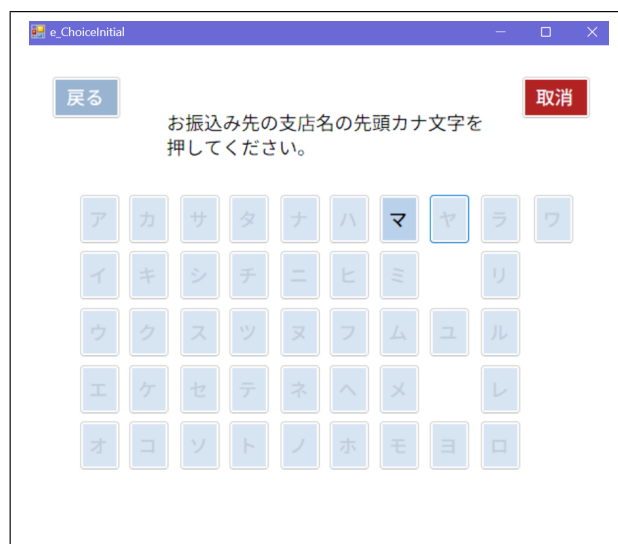 e_ChoiceInitial
戻る
取消
お振込み先の支店名の先頭カナ文字を
押してください。
ア カ サ タ ナ ハ マ ヤ ラ ワ
イ キ シ チ ニ ヒ ミ リ
ウ ク ス ツ ヌ フ ム ユ ル
エ ケ セ テ ネ ヘ メ レ
オ コ ソ ト ノ ホ モ ヨ ロ